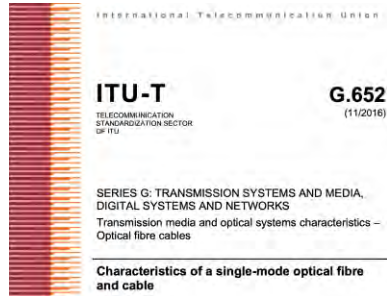 International Telecommunication Union
ITU-T
G.652
TELECOMMUNICATION
(11/2016)
STANDARDIZATION SECTOR
OF ITU
SERIES G: TRANSMISSION SYSTEMS AND MEDIA,
DIGITAL SYSTEMS AND NETWORKS
Transmission media and optical systems characteristics –
Optical fibre cables
Characteristics of a single-mode optical fibre
and cable